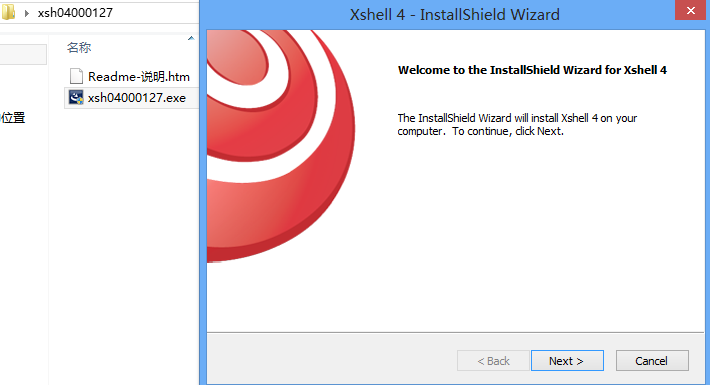 xsh04000127
名称
Readme-说明.htm
xsh04000127.exe
位置
Xshell 4 - InstallShield Wizard
Welcome to the InstallShield Wizard for Xshell 4
The InstallShield Wizard will install Xshell 4 on your
computer. To continue, click Next.
< Back
Next >
Cancel